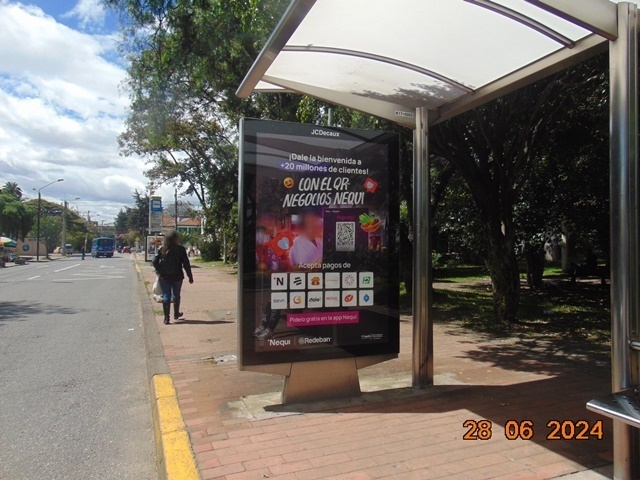 JCDecaux
¡Dale la bienvenida a
+20 millones de clientes!
CON EL QR
NEGOCIOS NEQUI
Acepta pagos de
N
dale
Pídelo gratis en la app Nequi
Nequi Redeban
28 06 2024